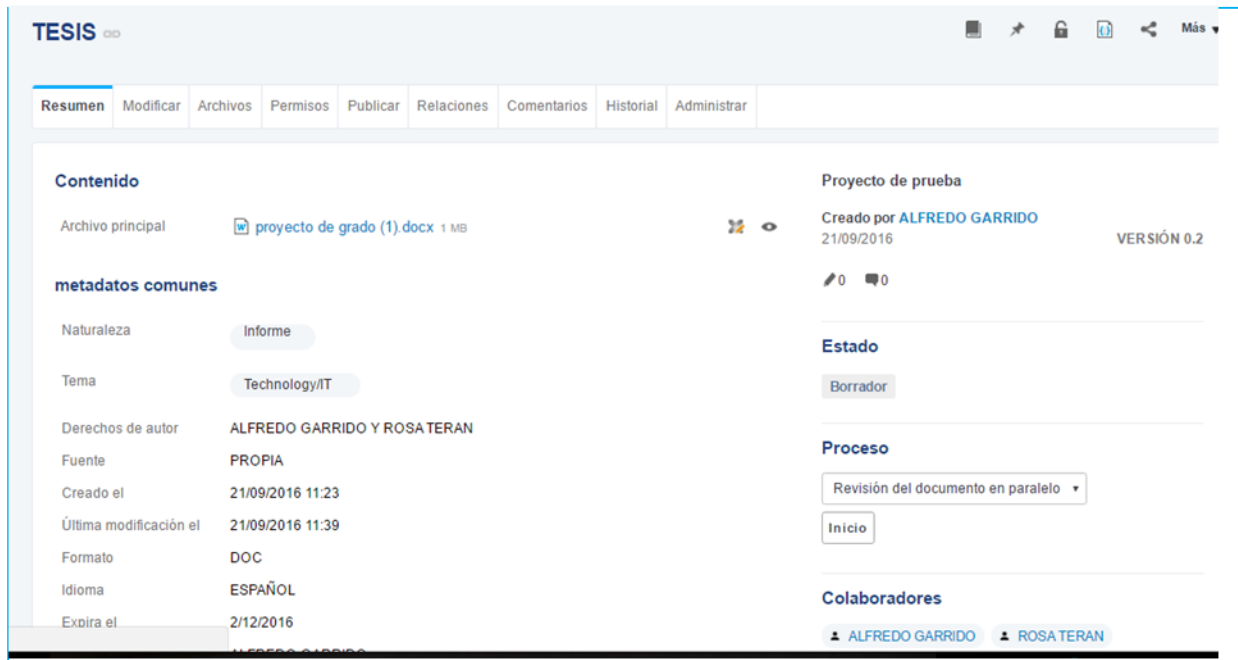 TESIS
Más
Resumen Modificar Archivos Permisos Publicar Relaciones Comentarios Historial Administrar
Contenido
Archivo principal proyecto de grado (1).docx 1 MB
metadatos comunes
Naturaleza Informe
Tema Technology/IT
Derechos de autor ALFREDO GARRIDO Y ROSA TERAN
Fuente PROPIA
Creado el 21/09/2016 11:23
Última modificación el 21/09/2016 11:39
Formato DOC
Idioma ESPAÑOL
Expira el 2/12/2016
ALFREDO GARRIDO
Proyecto de prueba
Creado por ALFREDO GARRIDO
21/09/2016 VERSIÓN 0.2
0 0
Estado
Borrador
Proceso
Revisión del documento en paralelo
Inicio
Colaboradores
ALFREDO GARRIDO ROSA TERAN